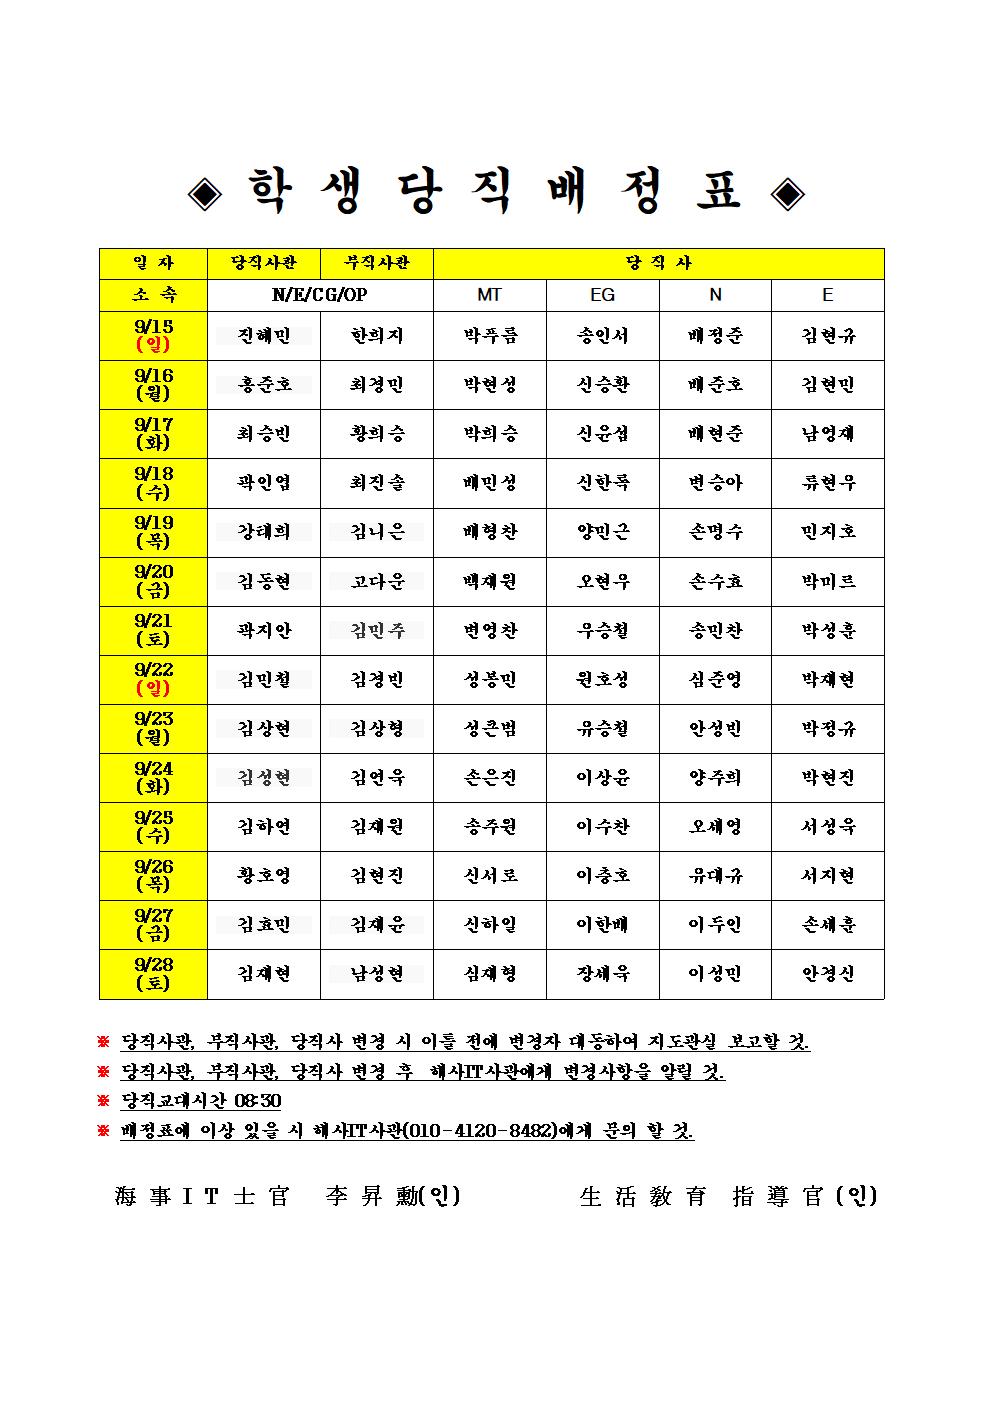 ◈ 학 생 당 직 배 정 표 ◈
일 자 당직사관 부직사관 당 직 사
소 속 N/E/CG/OP MT EG N E
9/15 (일) 진혜민 한희지 박푸름 송인서 배정준 김현규
9/16 (월) 홍준호 최경민 박현성 신승환 배준호 김현민
9/17 (화) 최승빈 황희승 박희승 신윤섭 배현준 남영재
9/18 (수) 곽인엽 최진솔 배민성 신한록 변승아 류현우
9/19 (목) 강태희 김나은 배형찬 양민근 손명수 민지호
9/20 (금) 김동현 고다운 백재원 오현우 손수효 박미르
9/21 (토) 곽지안 김민주 변영찬 우승철 송민찬 박성훈
9/22 (일) 김민철 김경빈 성봉민 원호성 심준영 박재현
9/23 (월) 김상현 김상형 성큰범 유승철 안성빈 박정규
9/24 (화) 김성현 김연욱 손은진 이상윤 양주희 박현진
9/25 (수) 김하연 김재원 송주원 이수찬 오세영 서성욱
9/26 (목) 황호영 김현진 신서로 이충호 유대규 서지현
9/27 (금) 김효민 김재윤 신하일 이한배 이두인 손세훈
9/28 (토) 김재현 남성현 심재형 장세욱 이성민 안경신
※ 당직사관, 부직사관, 당직사 변경 시 이틀 전에 변경자 대동하여 지도관실 보고할 것.
※ 당직사관, 부직사관, 당직사 변경 후 해사IT사관에게 변경사항을 알릴 것.
※ 당직교대시간 08:30
※ 배정표에 이상 있을 시 해사IT사관(010-4120-8482)에게 문의 할 것.
海 事 I T 士 官 李 昇 勳(인) 生 活 敎 育 指 導 官 (인)